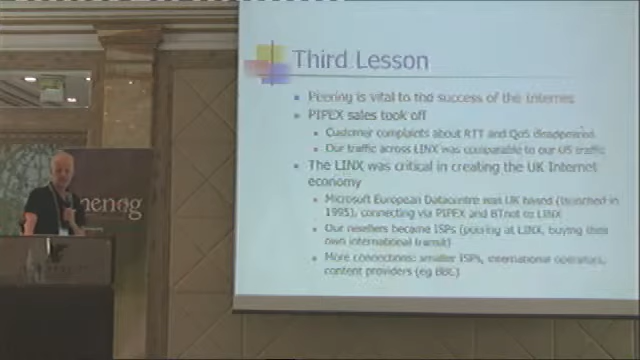 Third Lesson
Peering is vital to the success of the Internet
PIPEX sales took off
Customer complaints about RTT and QoS disappeared
Our traffic across LINX was comparable to our US traffic
The LINX was critical in creating the UK Internet
economy
Microsoft European Datacentre was UK based (launched in
1995), connecting via PIPEX and BTnet to LINX
Our resellers became ISPs (peering at LINX, buying their
own international transit)
More connections: smaller ISPs, international operators,
content providers (eg BBC)
menog